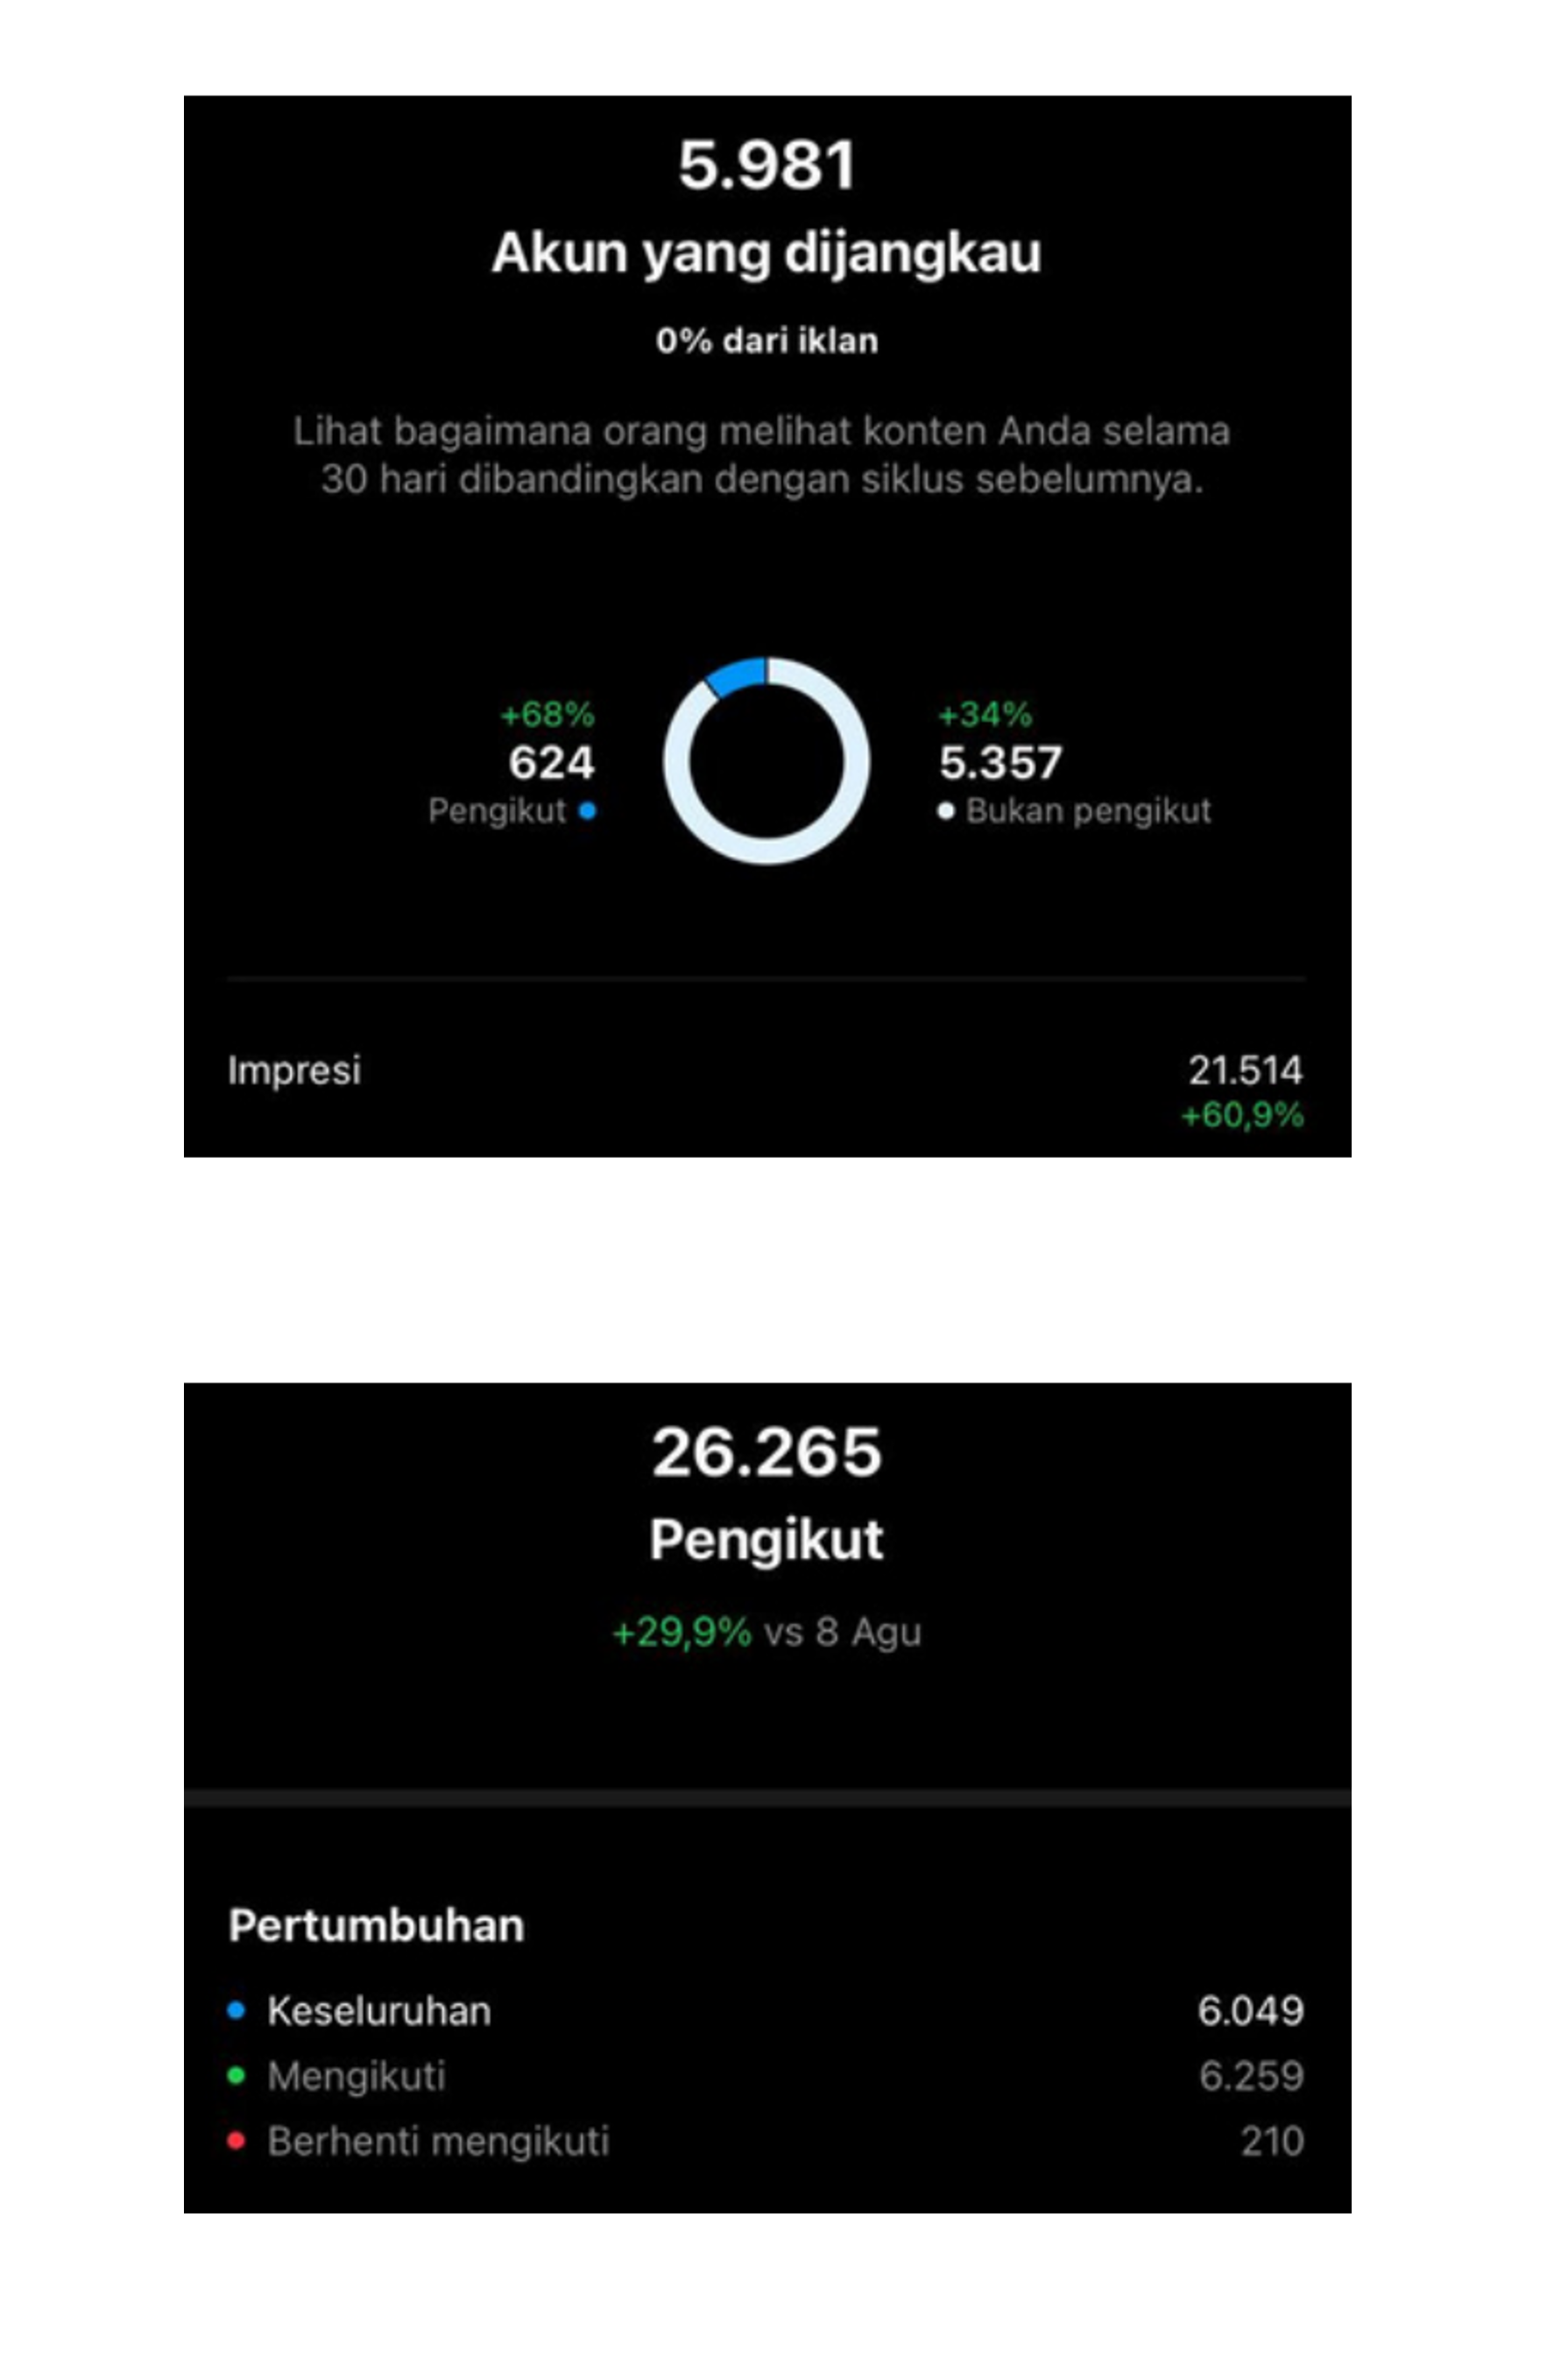 5.981
Akun yang dijangkau
0% dari iklan
Lihat bagaimana orang melihat konten Anda selama
30 hari dibandingkan dengan siklus sebelumnya.
+68%
624
Pengikut
+34%
5.357
Bukan pengikut
Impresi 21.514
+60,9%
26.265
Pengikut
+29,9% vs 8 Agu
Pertumbuhan
Keseluruhan 6.049
Mengikuti 6.259
Berhenti mengikuti 210